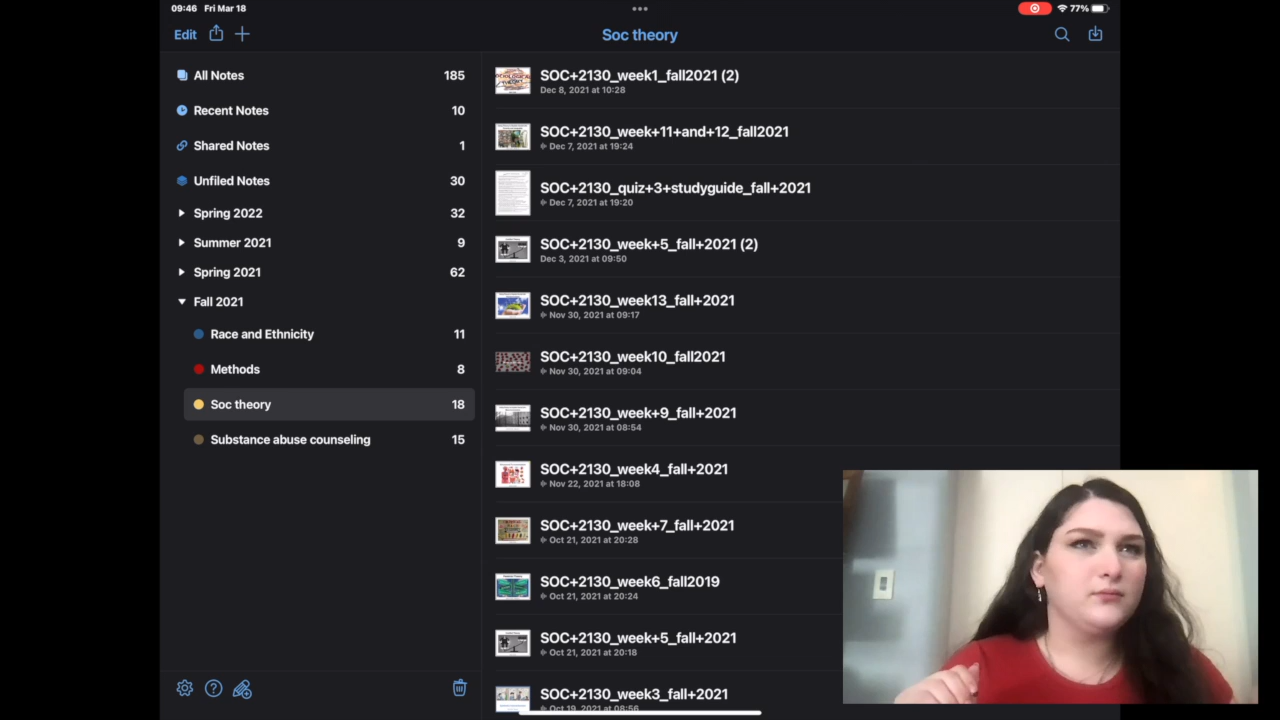 09:46 Fri Mar 18
77%
Edit
Soc theory
All Notes 185
Recent Notes 10
Shared Notes 1
Unfiled Notes 30
Spring 2022 32
Summer 2021 9
Spring 2021 62
Fall 2021
Race and Ethnicity 11
Methods 8
Soc theory 18
Substance abuse counseling 15
SOC+2130_week1_fall2021 (2)
Dec 8, 2021 at 10:28
SOC+2130_week+11+and+12_fall2021
Dec 7, 2021 at 19:24
SOC+2130_quiz+3+studyguide_fall+2021
Dec 7, 2021 at 19:20
SOC+2130_week+5_fall+2021 (2)
Dec 3, 2021 at 09:50
SOC+2130_week13_fall+2021
Nov 30, 2021 at 09:17
SOC+2130_week10_fall2021
Nov 30, 2021 at 09:04
SOC+2130_week+9_fall+2021
Nov 30, 2021 at 08:54
SOC+2130_week4_fall+2021
Nov 22, 2021 at 18:08
SOC+2130_week+7_fall+2021
Oct 21, 2021 at 20:28
SOC+2130_week6_fall2019
Oct 21, 2021 at 20:24
SOC+2130_week+5_fall+2021
Oct 21, 2021 at 20:18
SOC+2130_week3_fall+2021
Oct 19, 2021 at 08:56